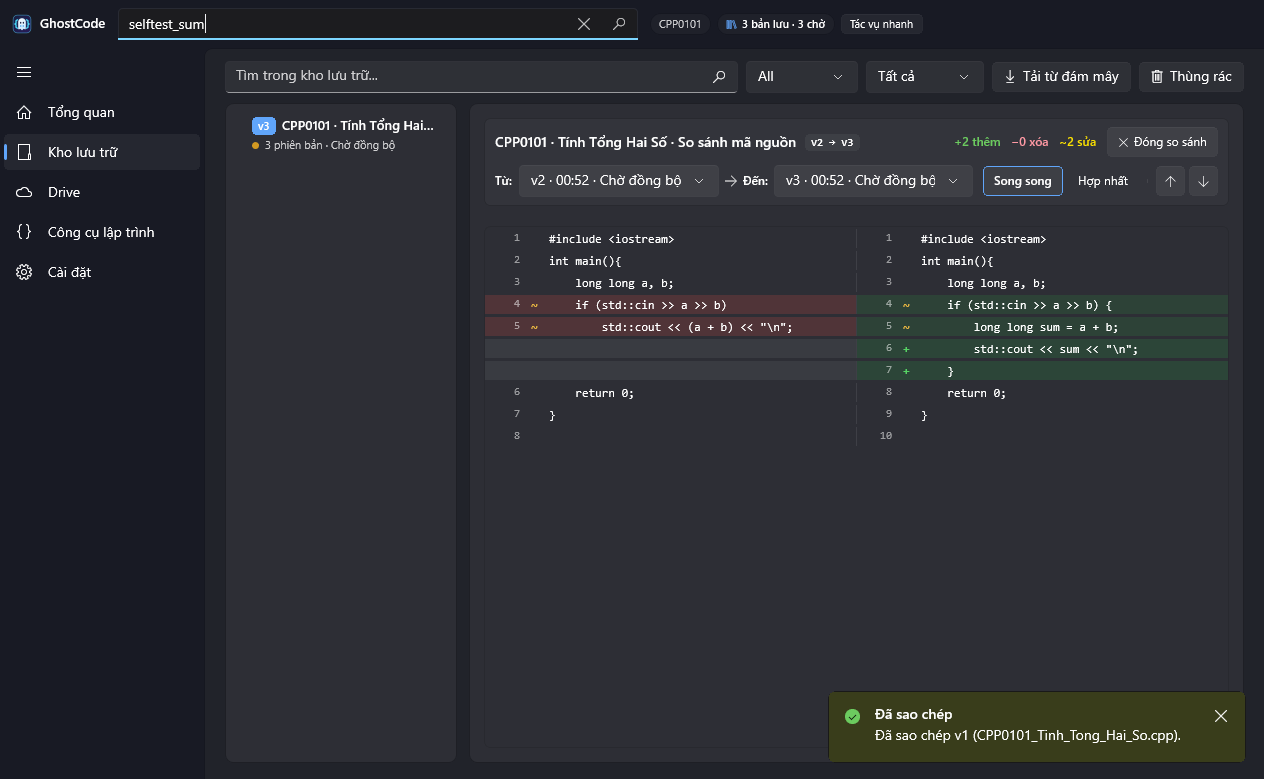 GhostCode
selftest_sum
CPP0101
3 bản lưu · 3 chờ
Tác vụ nhanh
Tổng quan
Kho lưu trữ
Drive
Công cụ lập trình
Cài đặt
Tìm trong kho lưu trữ...
All
Tất cả
Tải từ đám mây
Thùng rác
v3 CPP0101 · Tính Tổng Hai...
3 phiên bản · Chờ đồng bộ
CPP0101 · Tính Tổng Hai Số · So sánh mã nguồn v2 → v3
+2 thêm −0 xóa ~2 sửa
Đóng so sánh
Từ: v2 · 00:52 · Chờ đồng bộ → Đến: v3 · 00:52 · Chờ đồng bộ
Song song
Hợp nhất
1 #include <iostream>
2 int main(){
3 long long a, b;
4 ~ if (std::cin >> a >> b)
5 ~ std::cout << (a + b) << "\n";
6 return 0;
7 }
8
1 #include <iostream>
2 int main(){
3 long long a, b;
4 ~ if (std::cin >> a >> b) {
5 ~ long long sum = a + b;
6 + std::cout << sum << "\n";
7 + }
8 return 0;
9 }
10
Đã sao chép
Đã sao chép v1 (CPP0101_Tinh_Tong_Hai_So.cpp).